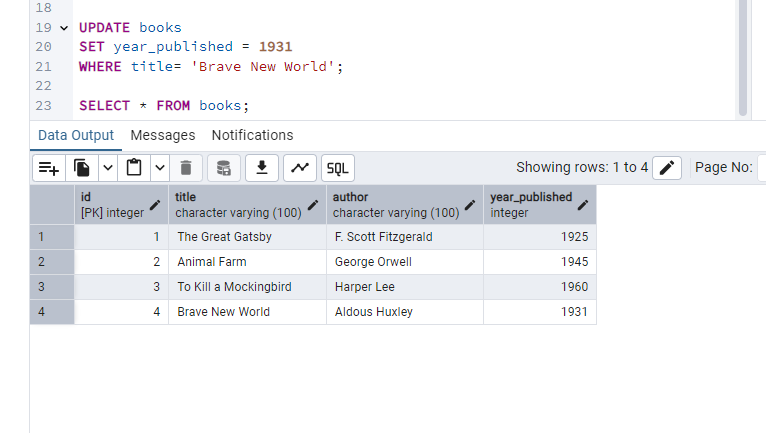 18
19 UPDATE books
20 SET year_published = 1931
21 WHERE title= 'Brave New World';
22
23 SELECT * FROM books;
Data Output Messages Notifications
SQL Showing rows: 1 to 4 Page No:
id title author year_published
[PK] integer character varying (100) character varying (100) integer
1 1 The Great Gatsby F. Scott Fitzgerald 1925
2 2 Animal Farm George Orwell 1945
3 3 To Kill a Mockingbird Harper Lee 1960
4 4 Brave New World Aldous Huxley 1931